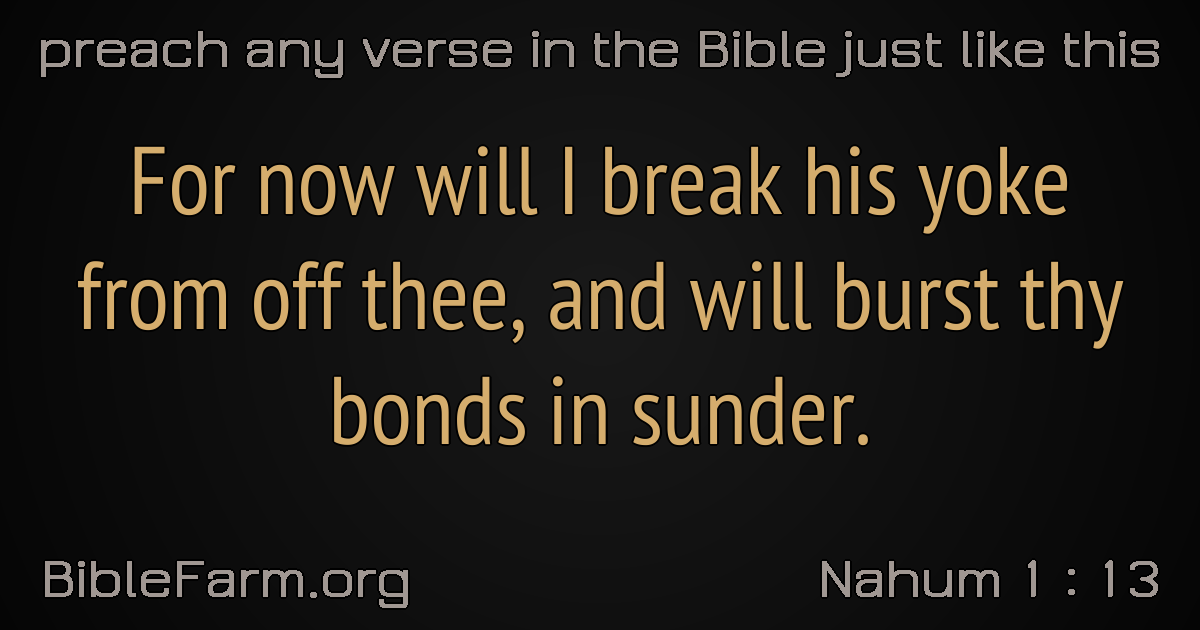 preach any verse in the Bible just like this
For now will I break his yoke
from off thee, and will burst thy
bonds in sunder.
BibleFarm.org
Nahum 1 : 13